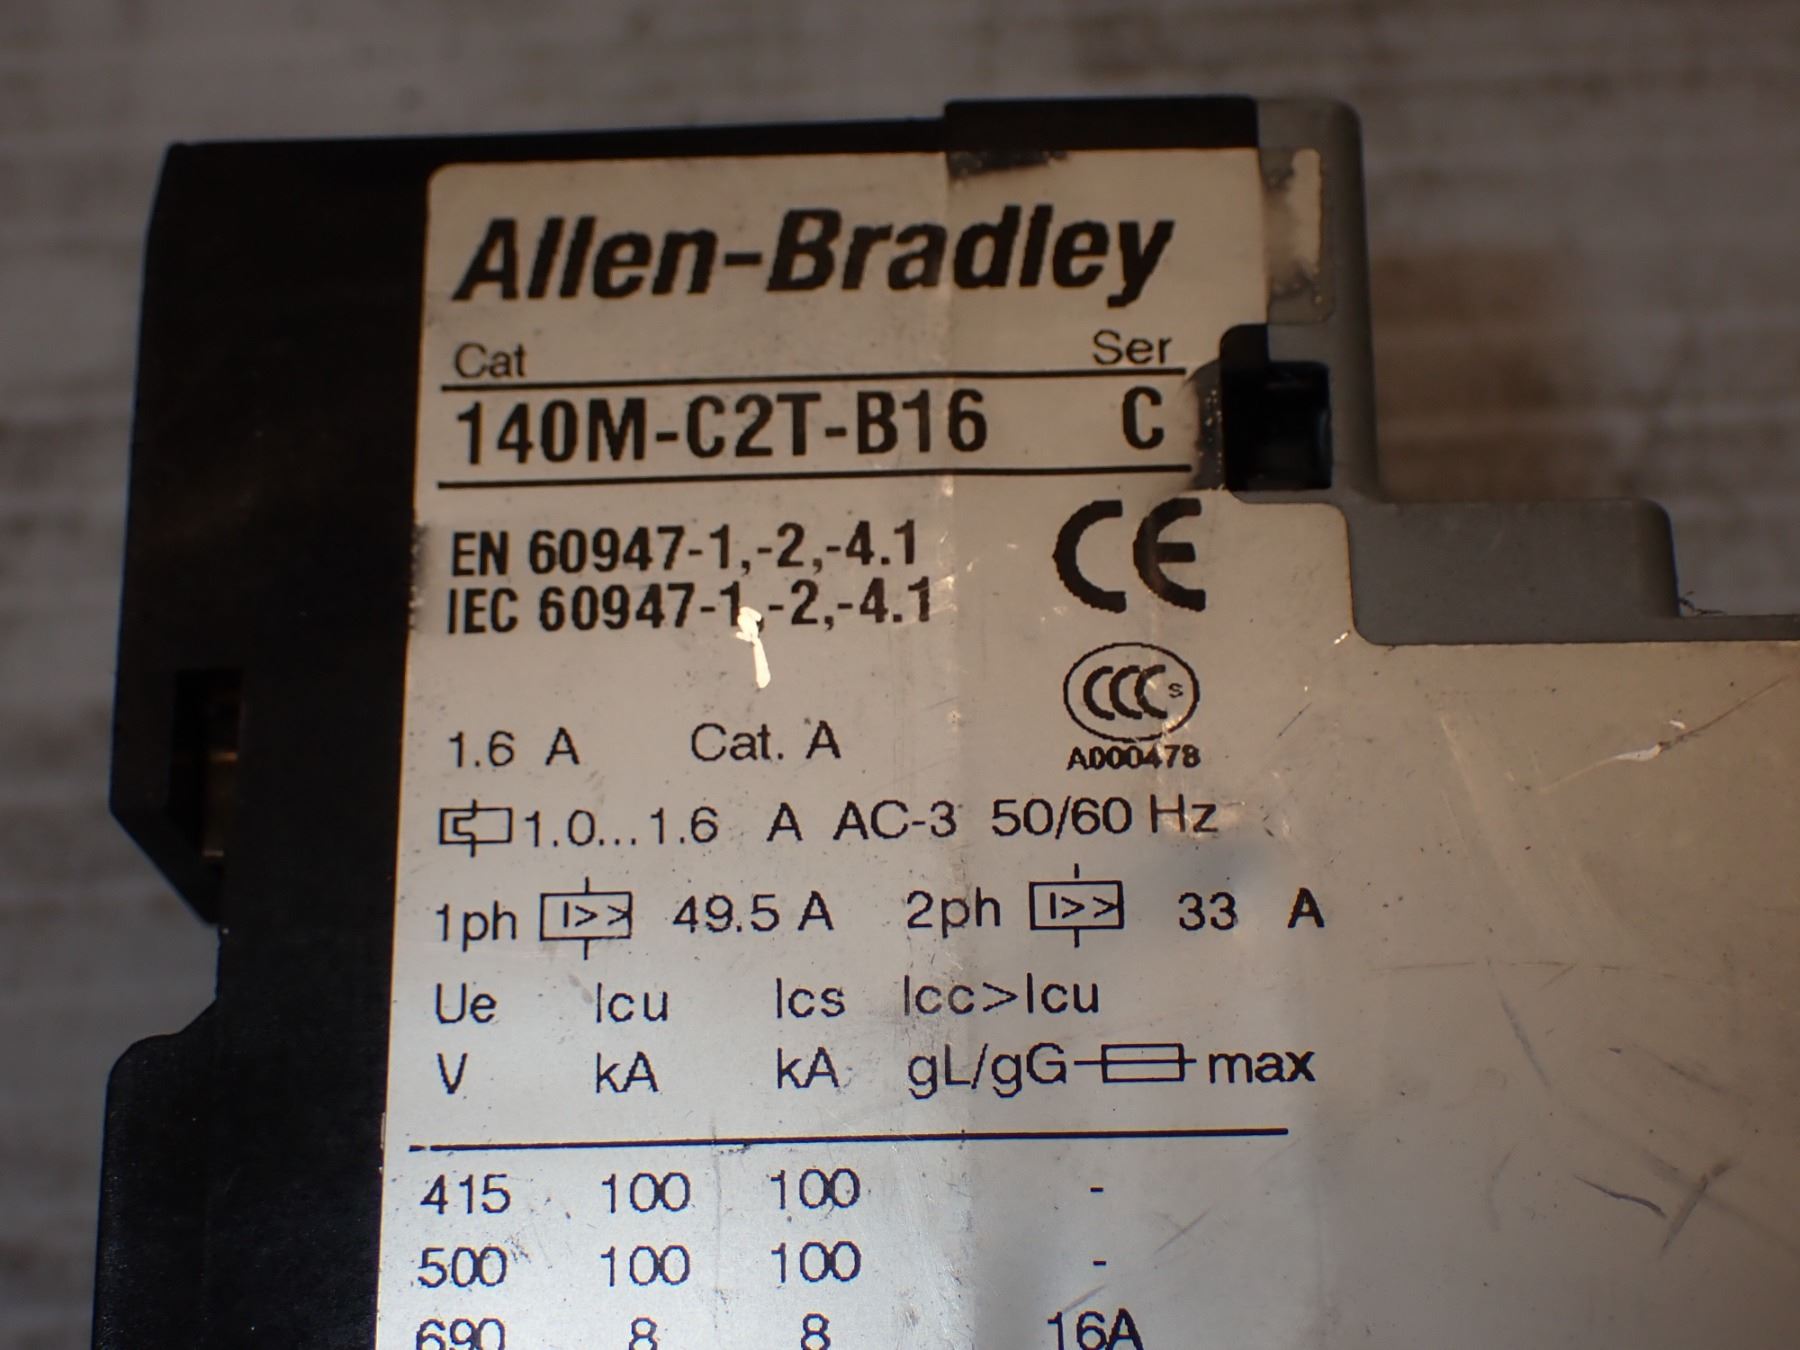 Allen-Bradley
Cat Ser
140M-C2T-B16 C
EN 60947-1,-2,-4.1
IEC 60947-1,-2,-4.1
CE
CCC S
A000478
1.6 A Cat. A
1.0...1.6 A AC-3 50/60 Hz
1ph I>> 49.5 A 2ph I>> 33 A
Ue Icu Ics Icc>Icu
V kA kA gL/gG max
415 100 100 -
500 100 100 -
690 8 8 16A